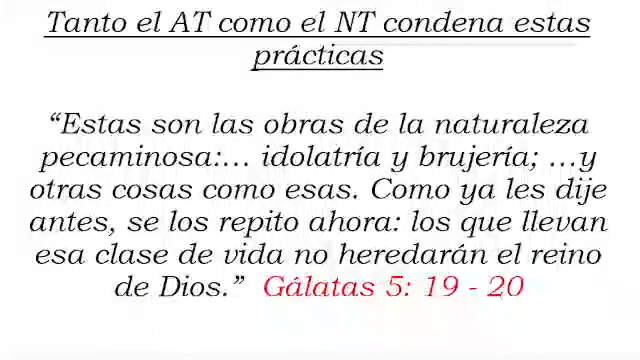 Tanto el AT como el NT condena estas
prácticas
“Estas son las obras de la naturaleza
pecaminosa:... idolatría y brujería; ...y
otras cosas como esas. Como ya les dije
antes, se los repito ahora: los que llevan
esa clase de vida no heredarán el reino
de Dios.” Gálatas 5: 19 - 20